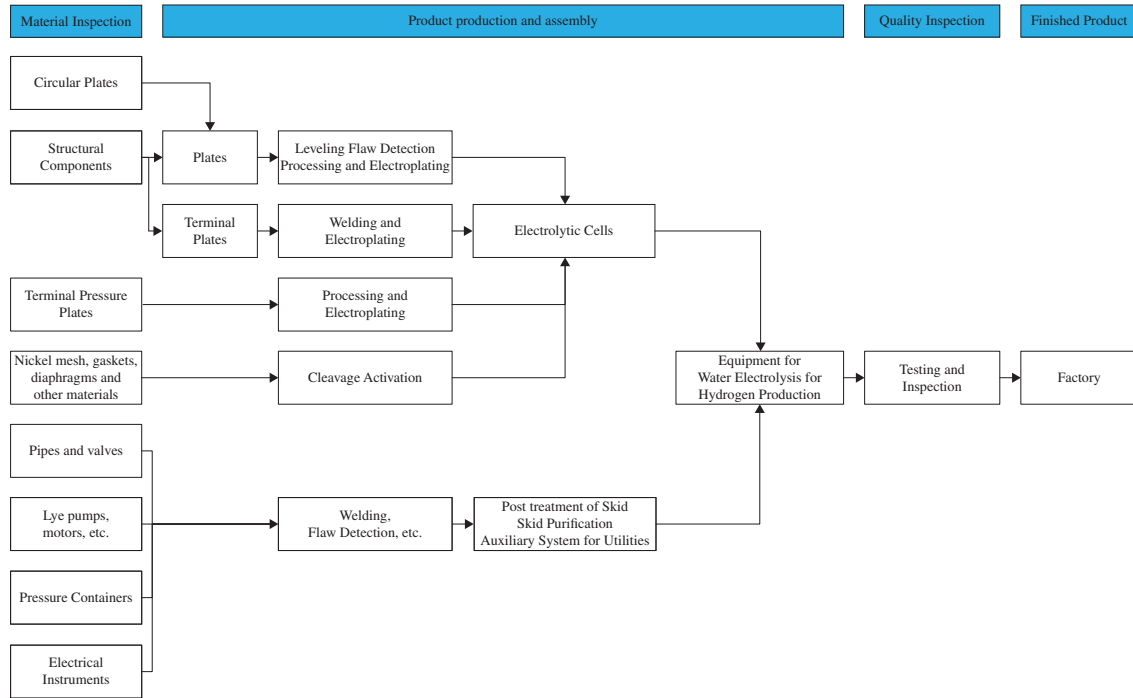 Material Inspection
Product production and assembly
Quality Inspection
Finished Product
Circular Plates
Structural
Components
Plates
Leveling Flaw Detection
Processing and Electroplating
Terminal
Plates
Welding and
Electroplating
Electrolytic Cells
Terminal Pressure
Plates
Processing and
Electroplating
Nickel mesh, gaskets,
diaphragms and
other materials
Cleavage Activation
Equipment for
Water Electrolysis for
Hydrogen Production
Testing and
Inspection
Factory
Pipes and valves
Lye pumps,
motors, etc.
Welding,
Flaw Detection, etc.
Post treatment of Skid
Skid Purification
Auxiliary System for Utilities
Pressure Containers
Electrical
Instruments